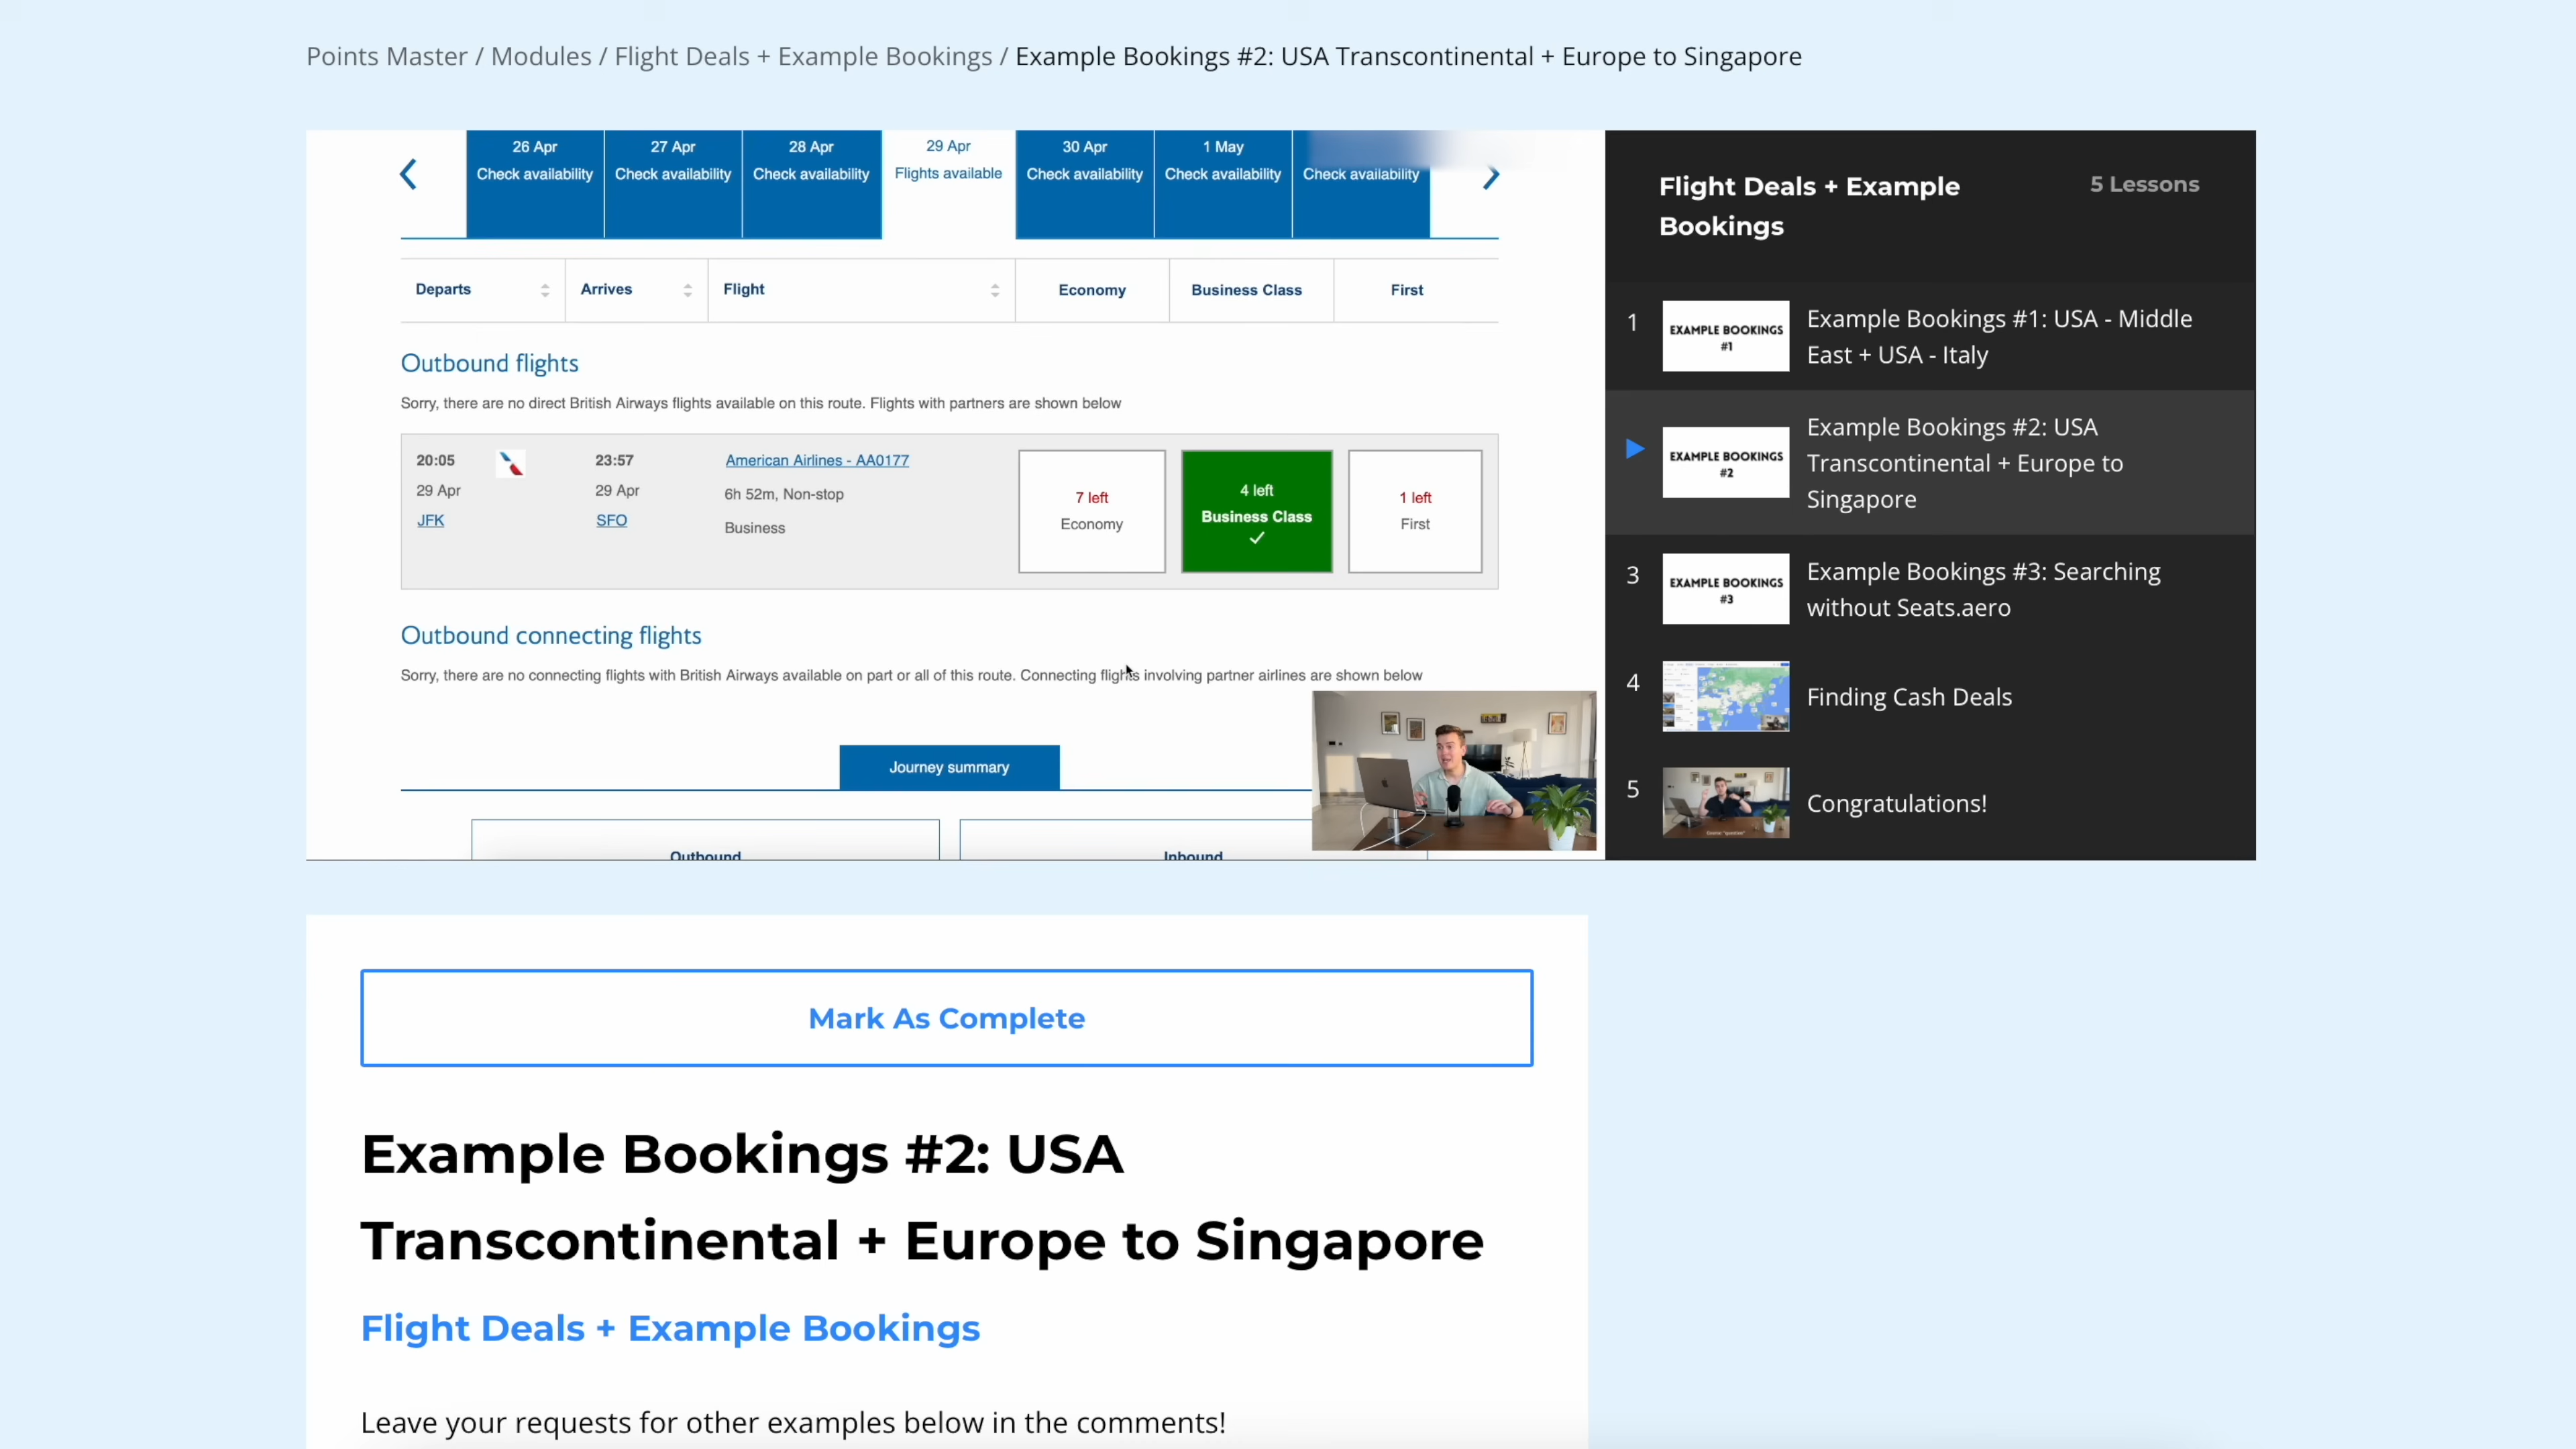 Points Master / Modules / Flight Deals + Example Bookings / Example Bookings #2: USA Transcontinental + Europe to Singapore
26 Apr
Check availability
27 Apr
Check availability
28 Apr
Check availability
29 Apr
Flights available
30 Apr
Check availability
1 May
Check availability
Check availability
Departs
Arrives
Flight
Economy
Business Class
First
Outbound flights
Sorry, there are no direct British Airways flights available on this route. Flights with partners are shown below
20:05
29 Apr
JFK
23:57
29 Apr
SFO
American Airlines - AA0177
6h 52m, Non-stop
Business
7 left
Economy
4 left
Business Class
1 left
First
Outbound connecting flights
Sorry, there are no connecting flights with British Airways available on part or all of this route. Connecting flights involving partner airlines are shown below
Journey summary
Outbound
Inbound
Flight Deals + Example
Bookings
5 Lessons
1
EXAMPLE BOOKINGS
#1
Example Bookings #1: USA - Middle
East + USA - Italy
EXAMPLE BOOKINGS
#2
Example Bookings #2: USA
Transcontinental + Europe to
Singapore
3
EXAMPLE BOOKINGS
#3
Example Bookings #3: Searching
without Seats.aero
4
Finding Cash Deals
5
Congratulations!
Mark As Complete
Example Bookings #2: USA
Transcontinental + Europe to Singapore
Flight Deals + Example Bookings
Leave your requests for other examples below in the comments!